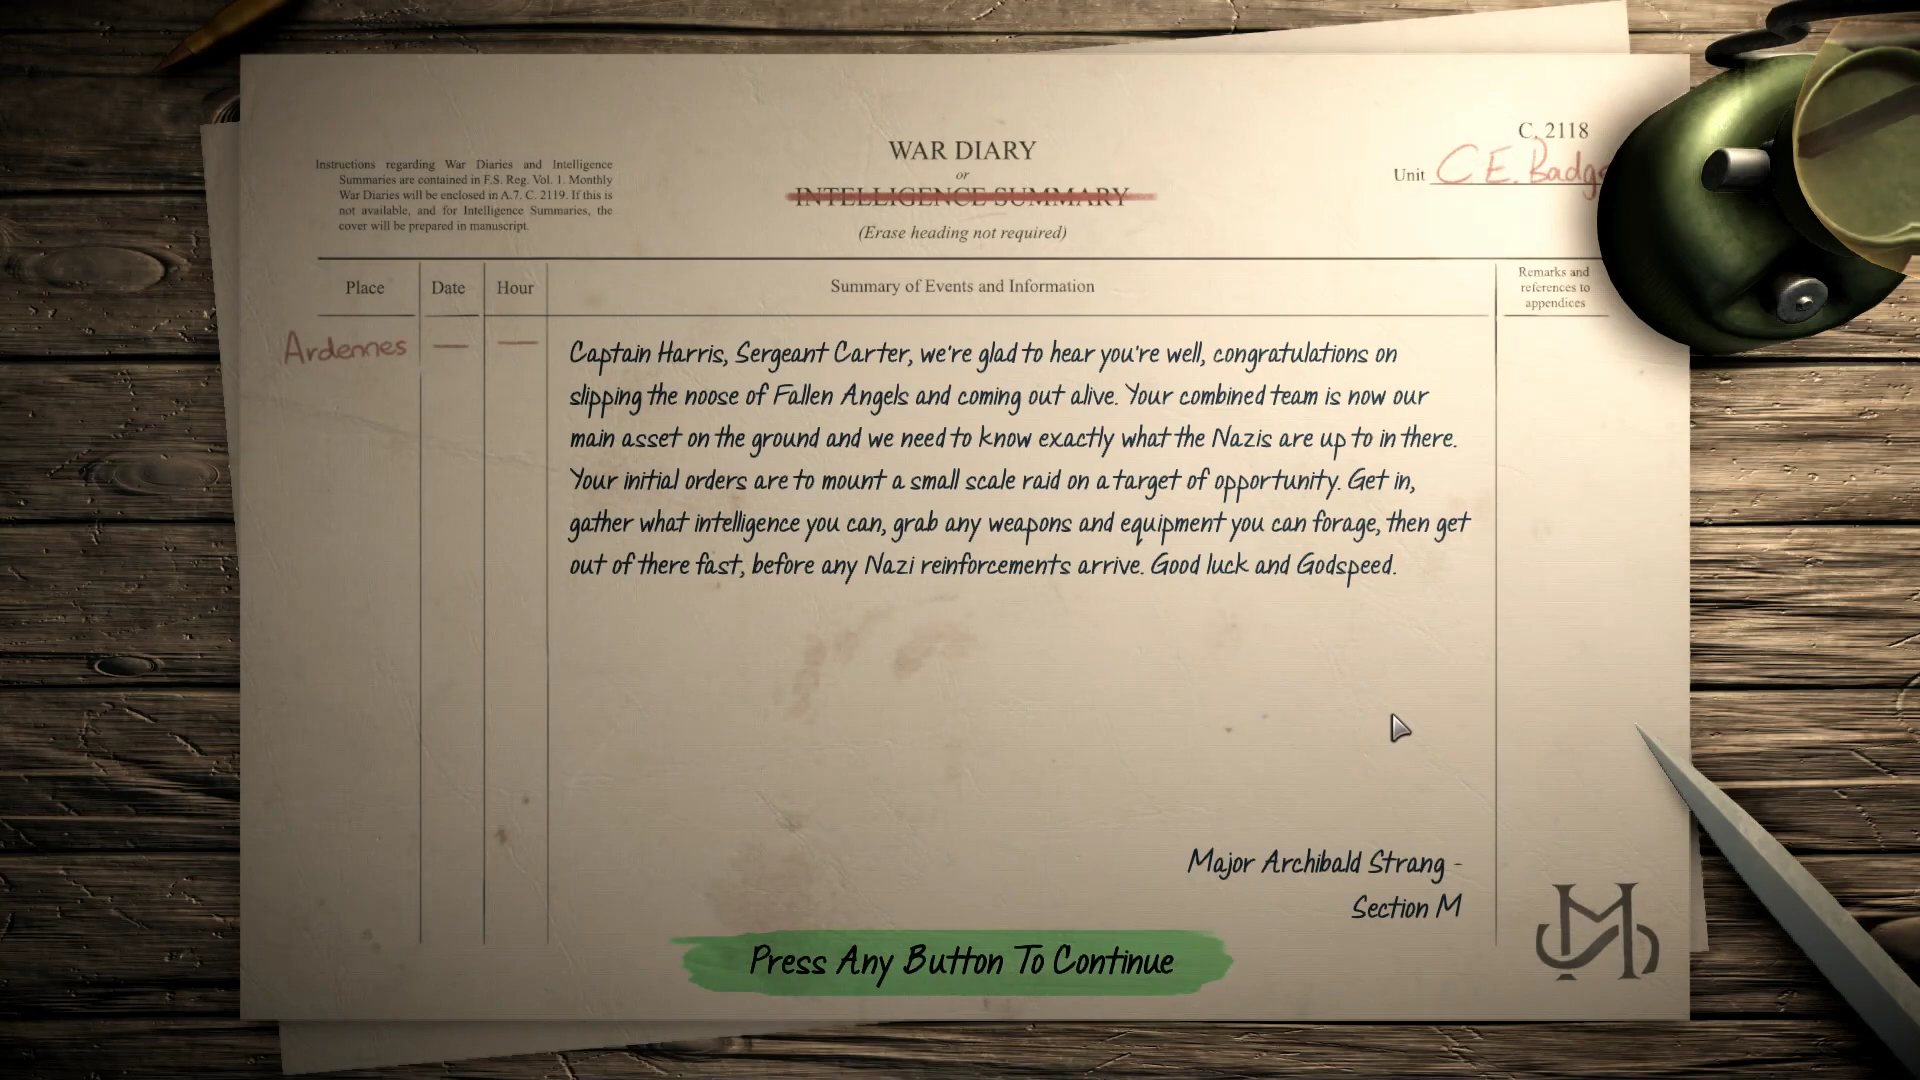 C. 2118
WAR DIARY
or
INTELLIGENCE SUMMARY
(Erase heading not required)
Instructions regarding War Diaries and Intelligence
Summaries are contained in F.S. Reg. Vol. 1. Monthly
War Diaries will be enclosed in A.7. C. 2119. If this is
not available, and for Intelligence Summaries, the
cover will be prepared in manuscript.
Unit C.E.
Place
Date
Hour
Summary of Events and Information
Remarks and
references to
appendices
Ardennes
— —
Captain Harris, Sergeant Carter, we're glad to hear you're well, congratulations on
slipping the noose of Fallen Angels and coming out alive. Your combined team is now our
main asset on the ground and we need to know exactly what the Nazis are up to in there.
Your initial orders are to mount a small scale raid on a target of opportunity. Get in,
gather what intelligence you can, grab any weapons and equipment you can forage, then get
out of there fast, before any Nazi reinforcements arrive. Good luck and Godspeed.
Major Archibald Strang -
Section M
Press Any Button To Continue